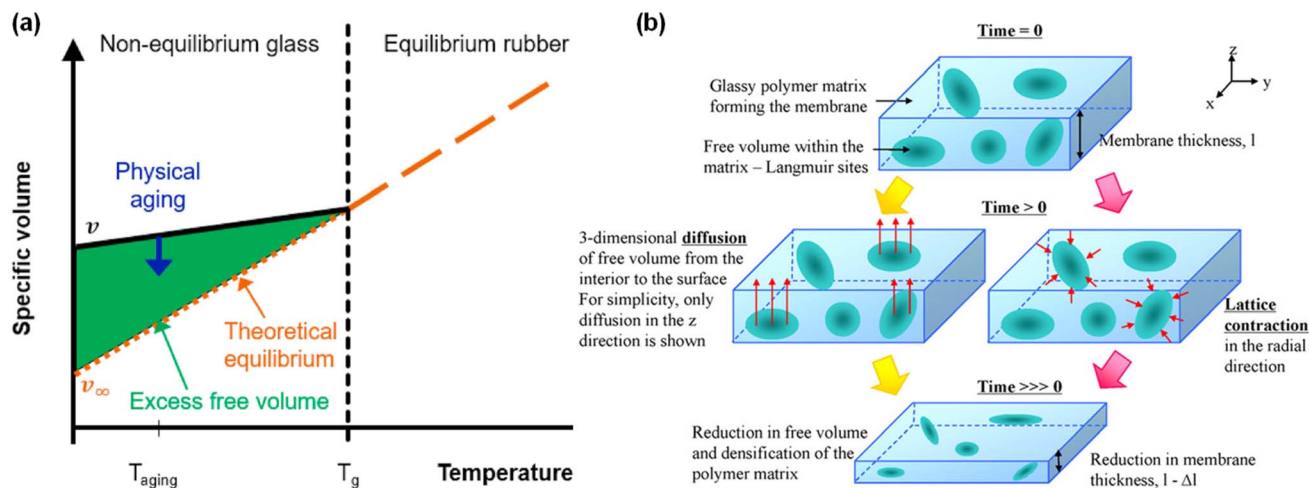 (a)
Non-equilibrium glass
Equilibrium rubber
Physical
aging
v
Specific volume
Theoretical
equilibrium
v∞
Excess free volume
Taging
Tg
Temperature
(b)
Time = 0
z
y
x
Glassy polymer matrix
forming the membrane
Free volume within the
matrix – Langmuir sites
Membrane thickness, l
Time > 0
3-dimensional diffusion
of free volume from the
interior to the surface
For simplicity, only
diffusion in the z
direction is shown
Lattice
contraction
in the radial
direction
Time >>> 0
Reduction in free volume
and densification of the
polymer matrix
Reduction in membrane
thickness, l - Δl